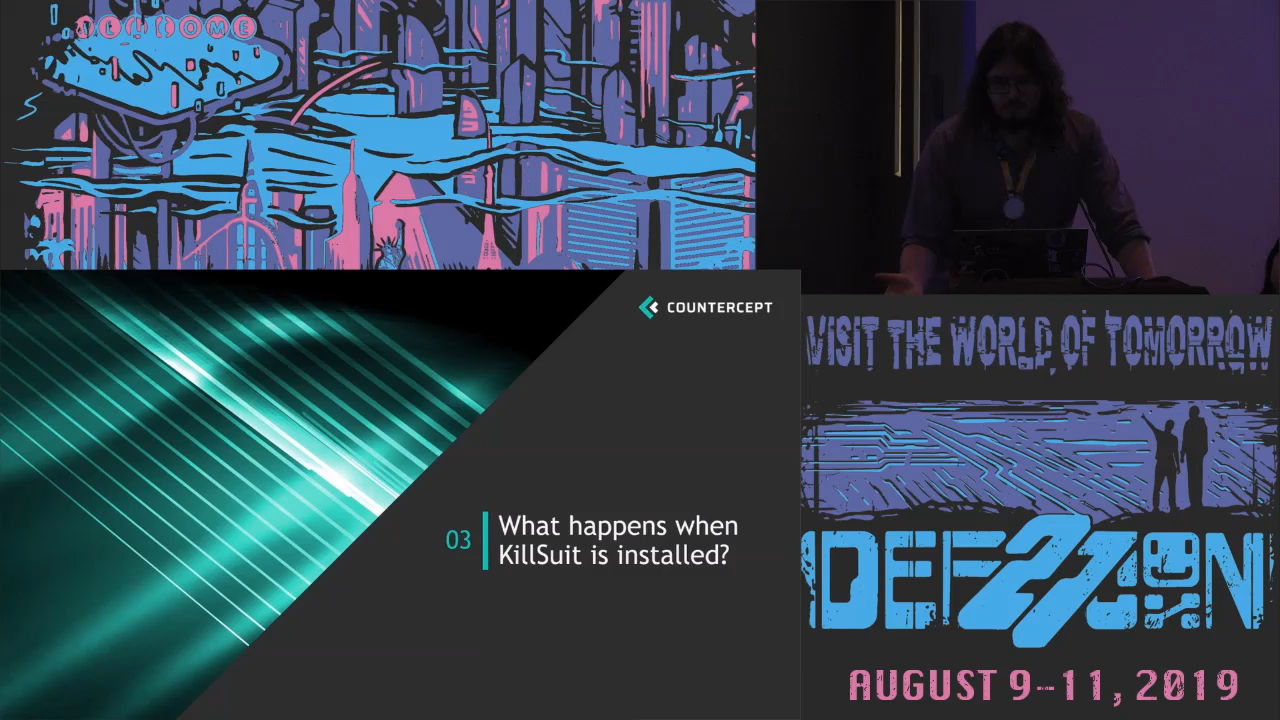 WELCOME
COUNTERCEPT
03
What happens when
KillSuit is installed?
VISIT THE WORLD OF TOMORROW
DEF 27 CON
AUGUST 9-11, 2019